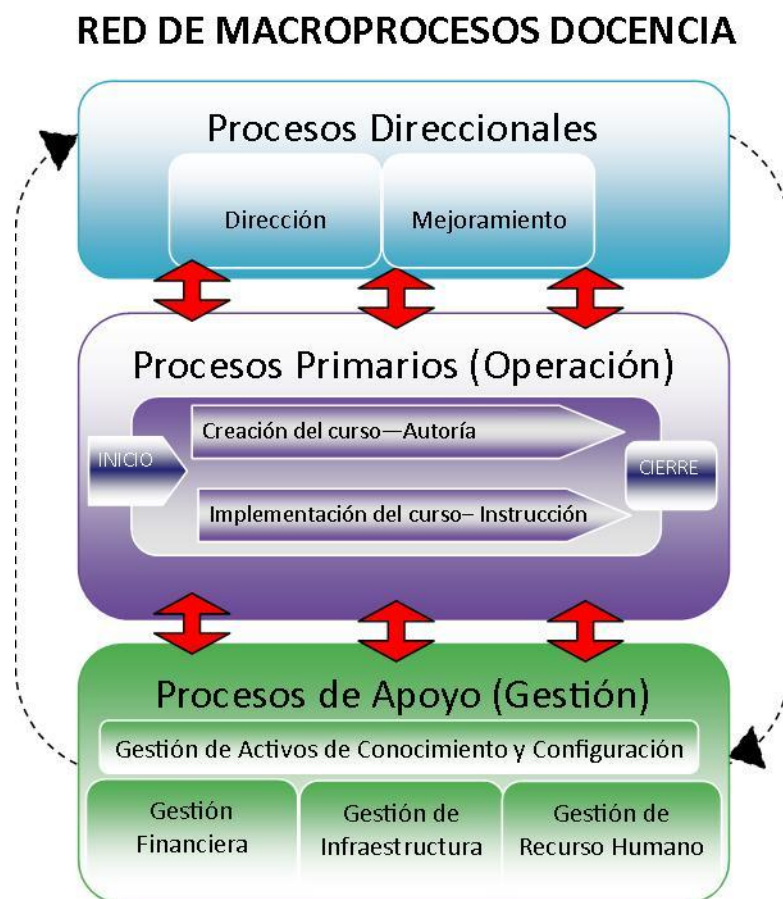 RED DE MACROPROCESOS DOCENCIA
Procesos Direccionales
Dirección
Mejoramiento
Procesos Primarios (Operación)
Creación del curso—Autoría
INICIO
CIERRE
Implementación del curso– Instrucción
Procesos de Apoyo (Gestión)
Gestión de Activos de Conocimiento y Configuración
Gestión
Financiera
Gestión de
Infraestructura
Gestión de
Recurso Humano